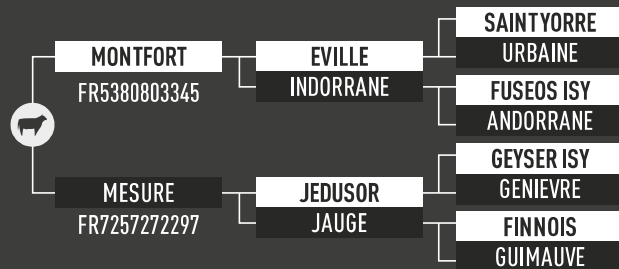 MONTFORT
FR5380803345
MESURE
FR7257272297
EVILLE
INDORRANE
JEDUSOR
JAUGE
SAINTYORRE
URBAINE
FUSEOS ISY
ANDORRANE
GEYSER ISY
GENIEVRE
FINNOIS
GUIMAUVE